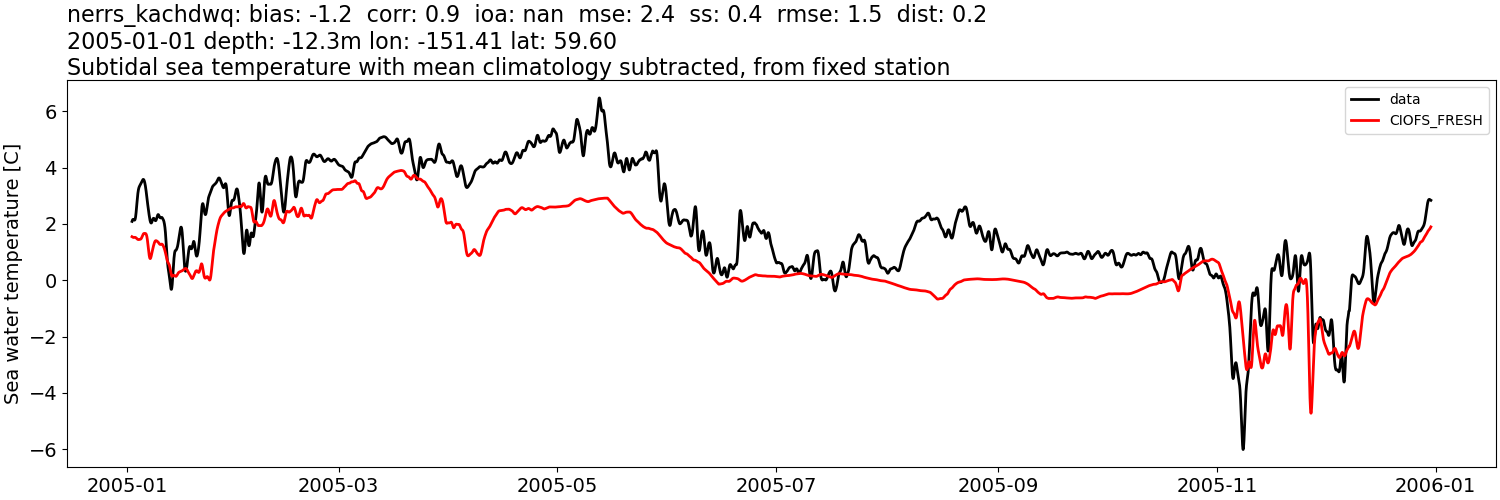 nerrs_kachdwq: bias: -1.2  corr: 0.9  ioa: nan  mse: 2.4  ss: 0.4  rmse: 1.5  dist: 0.2
2005-01-01 depth: -12.3m lon: -151.41 lat: 59.60
Subtidal sea temperature with mean climatology subtracted, from fixed station
data
CIOFS_FRESH
Sea water temperature [C]
6
4
2
0
−2
−4
−6
2005-01
2005-03
2005-05
2005-07
2005-09
2005-11
2006-01